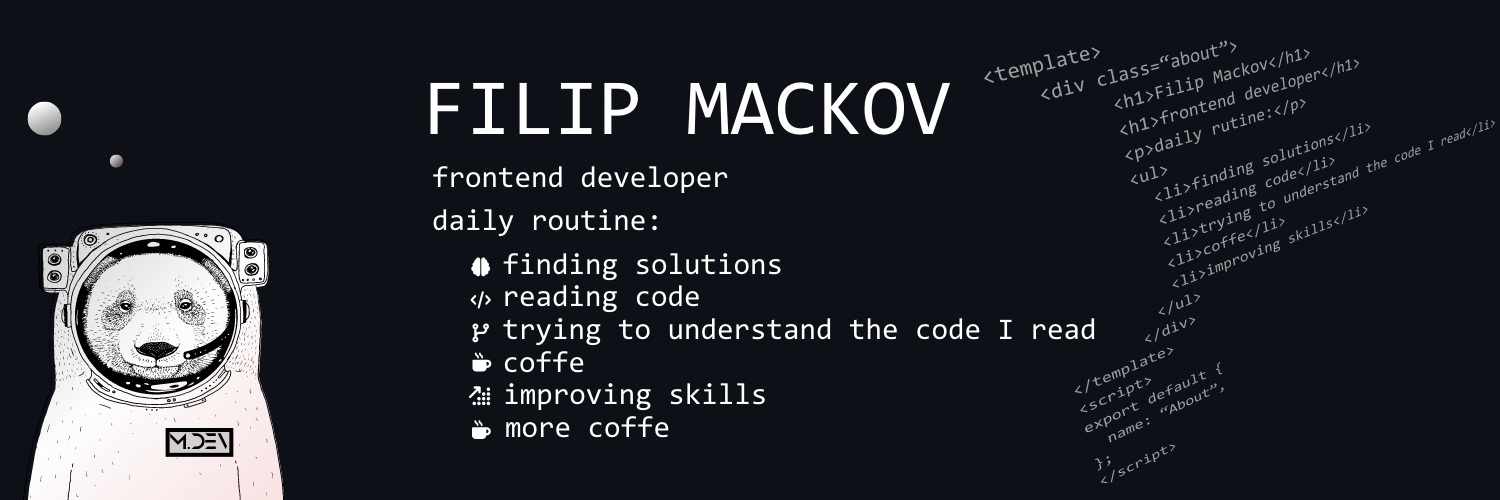 FILIP MACKOV
frontend developer
daily routine:
finding solutions
reading code
trying to understand the code I read
coffe
improving skills
more coffe
M.DEV
<template>
<div class=“about”>
<h1>Filip Mackov</h1>
<h1>frontend developer</h1>
<p>daily rutine:</p>
<ul>
<li>finding solutions</li>
<li>reading code</li>
<li>trying to understand the code I read</li>
<li>coffe</li>
<li>improving skills</li>
</ul>
</div>
</template>
<script>
export default {
name: “About”,
};
</script>